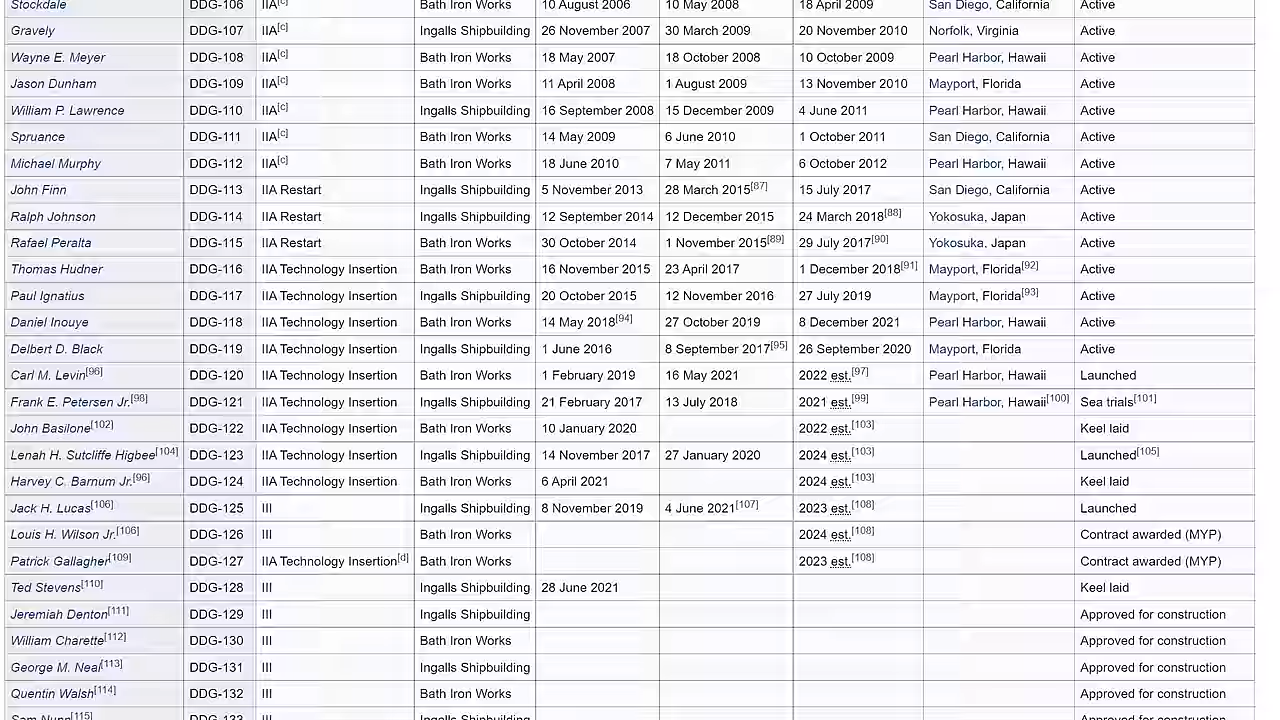 Stockdale DDG-106 IIA[c] Bath Iron Works 10 August 2006 10 May 2008 18 April 2009 San Diego, California Active
Gravely DDG-107 IIA[c] Ingalls Shipbuilding 26 November 2007 30 March 2009 20 November 2010 Norfolk, Virginia Active
Wayne E. Meyer DDG-108 IIA[c] Bath Iron Works 18 May 2007 18 October 2008 10 October 2009 Pearl Harbor, Hawaii Active
Jason Dunham DDG-109 IIA[c] Bath Iron Works 11 April 2008 1 August 2009 13 November 2010 Mayport, Florida Active
William P. Lawrence DDG-110 IIA[c] Ingalls Shipbuilding 16 September 2008 15 December 2009 4 June 2011 Pearl Harbor, Hawaii Active
Spruance DDG-111 IIA[c] Bath Iron Works 14 May 2009 6 June 2010 1 October 2011 San Diego, California Active
Michael Murphy DDG-112 IIA[c] Bath Iron Works 18 June 2010 7 May 2011 6 October 2012 Pearl Harbor, Hawaii Active
John Finn DDG-113 IIA Restart Ingalls Shipbuilding 5 November 2013 28 March 2015[87] 15 July 2017 San Diego, California Active
Ralph Johnson DDG-114 IIA Restart Ingalls Shipbuilding 12 September 2014 12 December 2015 24 March 2018[88] Yokosuka, Japan Active
Rafael Peralta DDG-115 IIA Restart Bath Iron Works 30 October 2014 1 November 2015[89] 29 July 2017[90] Yokosuka, Japan Active
Thomas Hudner DDG-116 IIA Technology Insertion Bath Iron Works 16 November 2015 23 April 2017 1 December 2018[91] Mayport, Florida[92] Active
Paul Ignatius DDG-117 IIA Technology Insertion Ingalls Shipbuilding 20 October 2015 12 November 2016 27 July 2019 Mayport, Florida[93] Active
Daniel Inouye DDG-118 IIA Technology Insertion Bath Iron Works 14 May 2018[94] 27 October 2019 8 December 2021 Pearl Harbor, Hawaii Active
Delbert D. Black DDG-119 IIA Technology Insertion Ingalls Shipbuilding 1 June 2016 8 September 2017[95] 26 September 2020 Mayport, Florida Active
Carl M. Levin[96] DDG-120 IIA Technology Insertion Bath Iron Works 1 February 2019 16 May 2021 2022 est.[97] Pearl Harbor, Hawaii Launched
Frank E. Petersen Jr.[98] DDG-121 IIA Technology Insertion Ingalls Shipbuilding 21 February 2017 13 July 2018 2021 est.[99] Pearl Harbor, Hawaii[100] Sea trials[101]
John Basilone[102] DDG-122 IIA Technology Insertion Bath Iron Works 10 January 2020 2022 est.[103] Keel laid
Lenah H. Sutcliffe Higbee[104] DDG-123 IIA Technology Insertion Ingalls Shipbuilding 14 November 2017 27 January 2020 2024 est.[103] Launched[105]
Harvey C. Barnum Jr.[96] DDG-124 IIA Technology Insertion Bath Iron Works 6 April 2021 2024 est.[103] Keel laid
Jack H. Lucas[106] DDG-125 III Ingalls Shipbuilding 8 November 2019 4 June 2021[107] 2023 est.[108] Launched
Louis H. Wilson Jr.[106] DDG-126 III Bath Iron Works 2024 est.[108] Contract awarded (MYP)
Patrick Gallagher[109] DDG-127 IIA Technology Insertion[d] Bath Iron Works 2023 est.[108] Contract awarded (MYP)
Ted Stevens[110] DDG-128 III Ingalls Shipbuilding 28 June 2021 Keel laid
Jeremiah Denton[111] DDG-129 III Ingalls Shipbuilding Approved for construction
William Charette[112] DDG-130 III Bath Iron Works Approved for construction
George M. Neal[113] DDG-131 III Ingalls Shipbuilding Approved for construction
Quentin Walsh[114] DDG-132 III Bath Iron Works Approved for construction
Sam Nunn[115] DDG-133 III Ingalls Shipbuilding Approved for construction